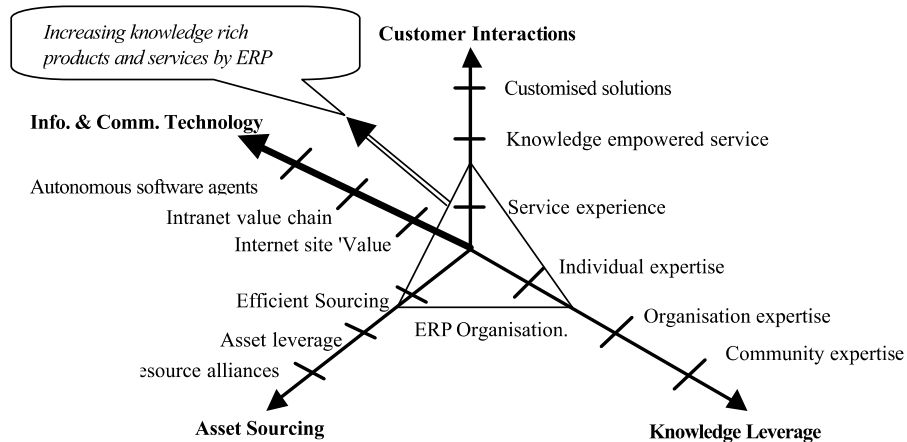 Increasing knowledge rich
products and services by ERP
Customer Interactions
Customised solutions
Info. & Comm. Technology
Knowledge empowered service
Autonomous software agents
Intranet value chain
Service experience
Internet site 'Value
Individual expertise
Efficient Sourcing
Organisation expertise
ERP Organisation.
Asset leverage
Community expertise
esource alliances
Asset Sourcing
Knowledge Leverage